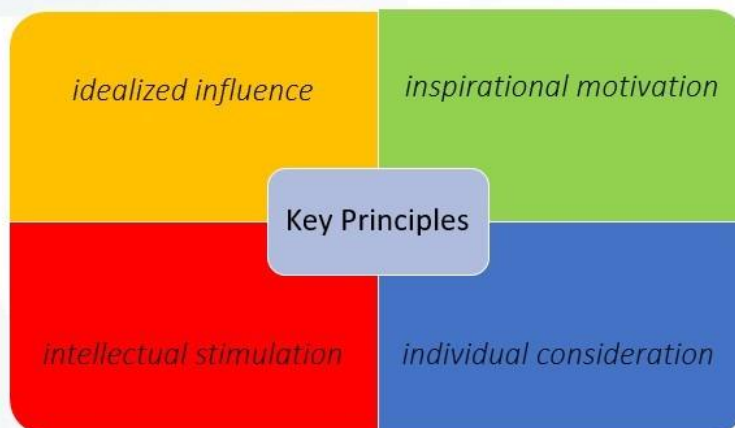 idealized influence
inspirational motivation
Key Principles
intellectual stimulation
individual consideration